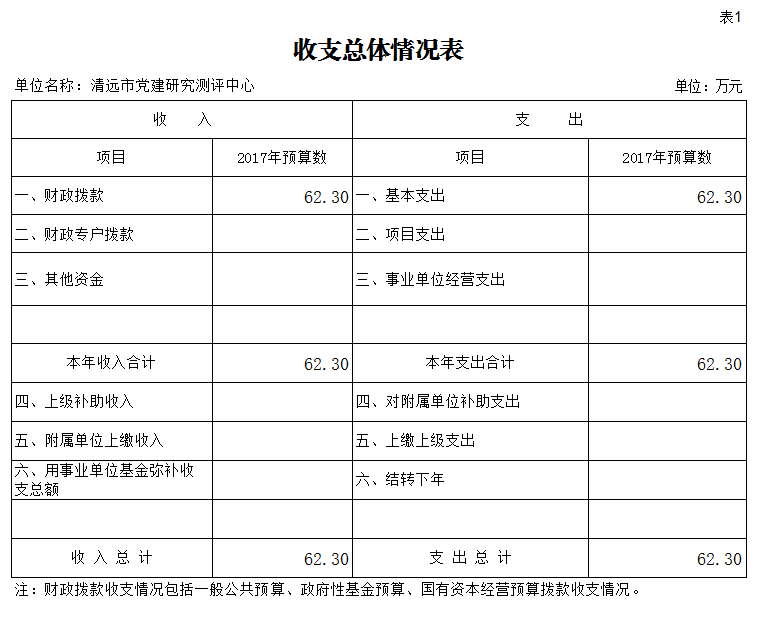 表1
收支总体情况表
单位名称：清远市党建研究测评中心 单位：万元
收 入 支 出
项目 2017年预算数 项目 2017年预算数
一、财政拨款 62.30 一、基本支出 62.30
二、财政专户拨款 二、项目支出
三、其他资金 三、事业单位经营支出
本年收入合计 62.30 本年支出合计 62.30
四、上级补助收入 四、对附属单位补助支出
五、附属单位上缴收入 五、上缴上级支出
六、用事业单位基金弥补收
支总额 六、结转下年
收 入 总 计 62.30 支 出 总 计 62.30
注：财政拨款收支情况包括一般公共预算、政府性基金预算、国有资本经营预算拨款收支情况。